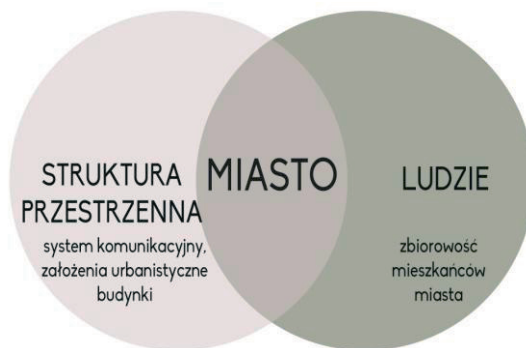 STRUKTURA
PRZESTRZENNA
system komunikacyjny,
założenia urbanistyczne
budynki
MIASTO
LUDZIE
zbiorowość
mieszkańców
miasta